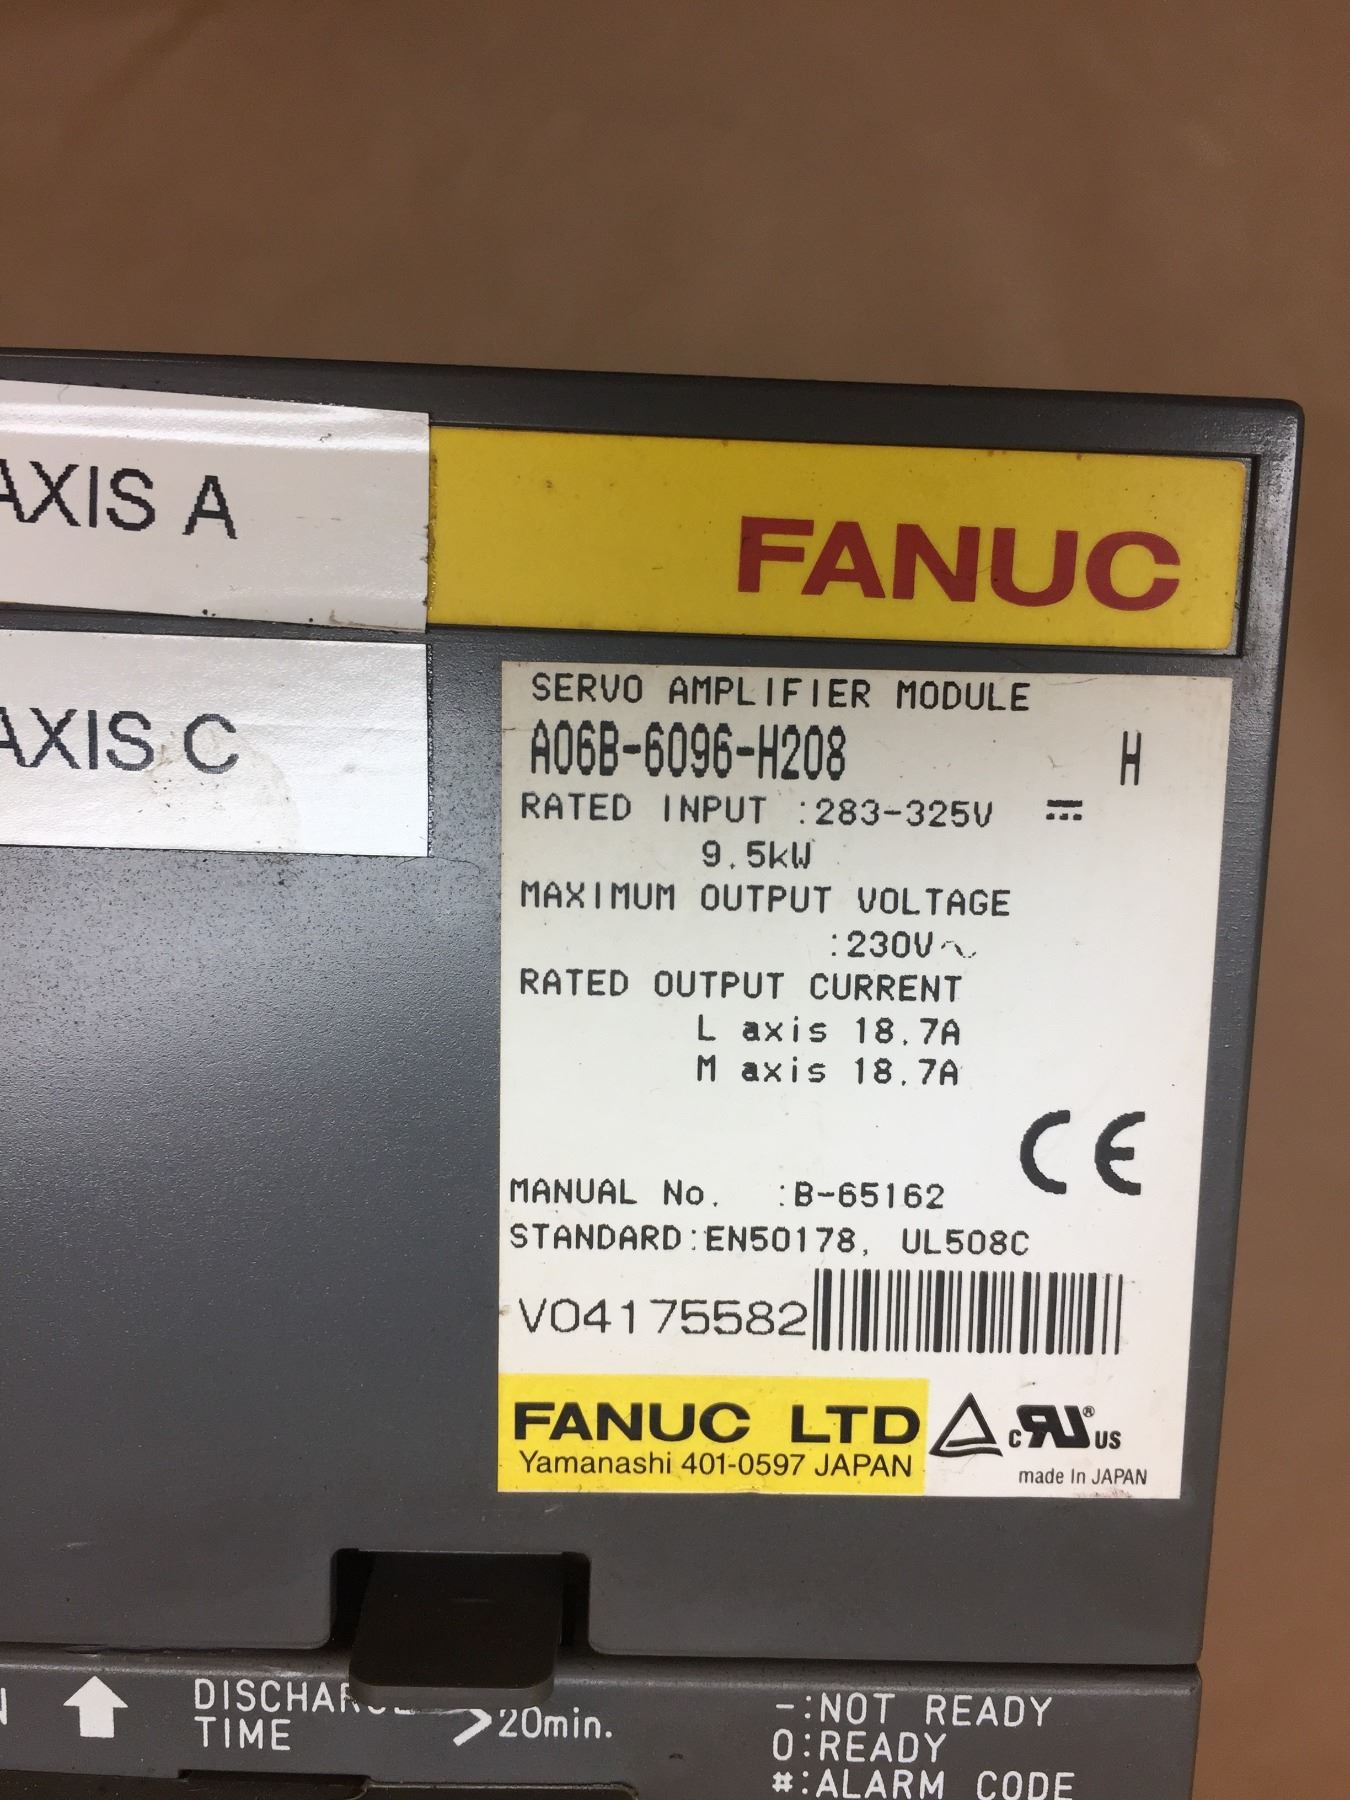 AXIS A
FANUC
AXIS C
SERVO AMPLIFIER MODULE
A06B-6096-H208 H
RATED INPUT :283-325V ⎓
9.5kW
MAXIMUM OUTPUT VOLTAGE
:230V~
RATED OUTPUT CURRENT
L axis 18.7A
M axis 18.7A
CE
MANUAL No. :B-65162
STANDARD:EN50178, UL508C
V04175582
FANUC LTD
Yamanashi 401-0597 JAPAN
c RU® US
made In JAPAN
TIME >20min.
-:NOT READY
0:READY
#:ALARM CODE